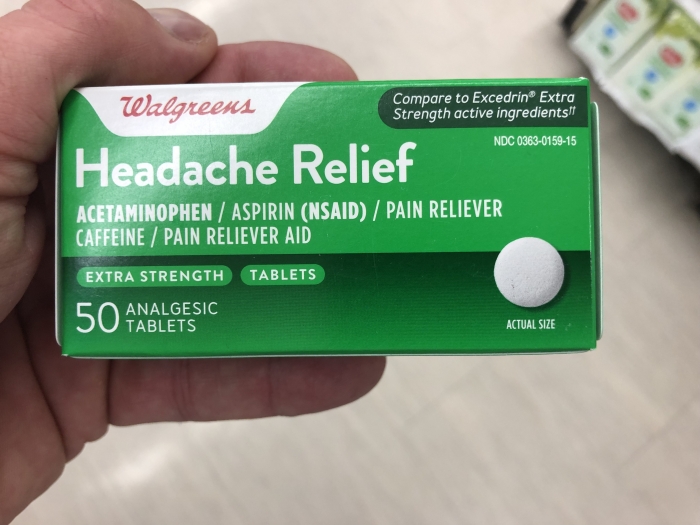 Walgreens
Compare to Excedrin® Extra
Strength active ingredients††
NDC 0363-0159-15
Headache Relief
ACETAMINOPHEN / ASPIRIN (NSAID) / PAIN RELIEVER
CAFFEINE / PAIN RELIEVER AID
EXTRA STRENGTH TABLETS
50 ANALGESIC
TABLETS
ACTUAL SIZE